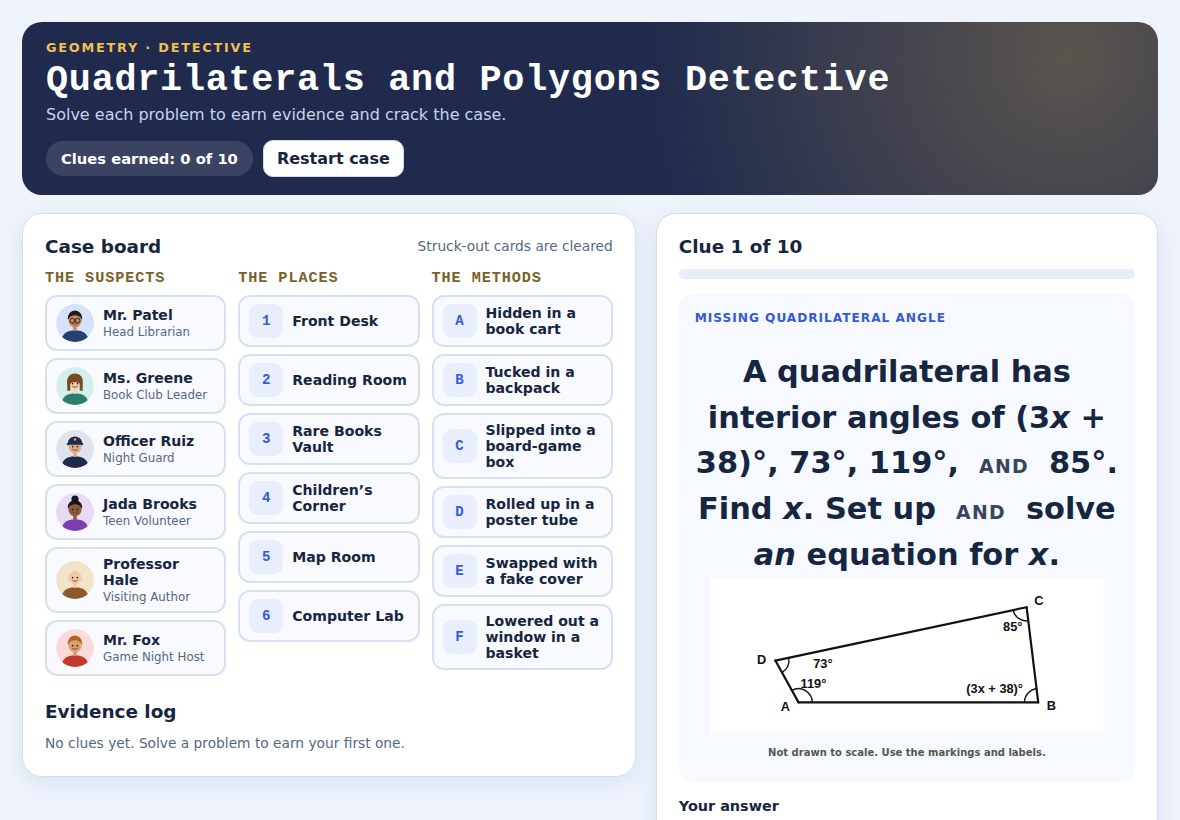 GEOMETRY · DETECTIVE
Quadrilaterals and Polygons Detective
Solve each problem to earn evidence and crack the case.
Clues earned: 0 of 10
Restart case
Case board
Struck-out cards are cleared
THE SUSPECTS
Mr. Patel
Head Librarian
Ms. Greene
Book Club Leader
Officer Ruiz
Night Guard
Jada Brooks
Teen Volunteer
Professor
Hale
Visiting Author
Mr. Fox
Game Night Host
THE PLACES
1 Front Desk
2 Reading Room
3 Rare Books
Vault
4 Children’s
Corner
5 Map Room
6 Computer Lab
THE METHODS
A Hidden in a
book cart
B Tucked in a
backpack
C Slipped into a
board-game
box
D Rolled up in a
poster tube
E Swapped with
a fake cover
F Lowered out a
window in a
basket
Evidence log
No clues yet. Solve a problem to earn your first one.
Clue 1 of 10
MISSING QUADRILATERAL ANGLE
A quadrilateral has
interior angles of (3x +
38)°, 73°, 119°, AND 85°.
Find x. Set up AND solve
an equation for x.
C
85°
D
73°
119°
(3x + 38)°
A
B
Not drawn to scale. Use the markings and labels.
Your answer